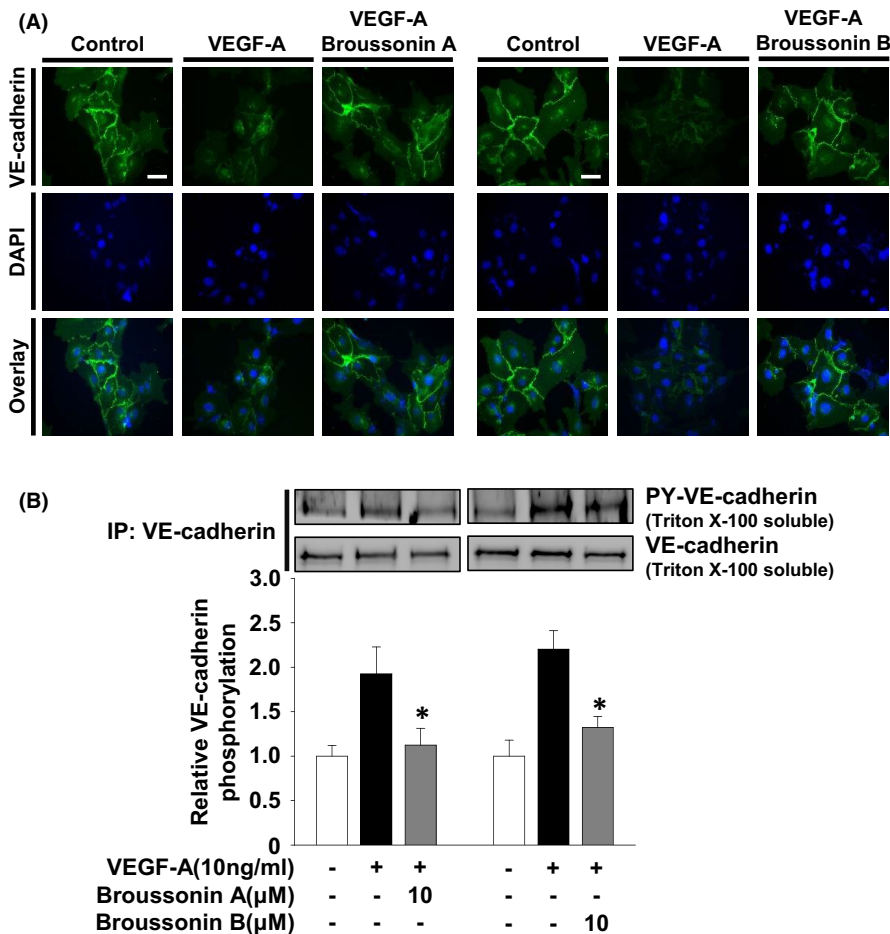 (A)
VEGF-A VEGF-A
Control VEGF-A Broussonin A Control VEGF-A Broussonin B
VE-cadherin
DAPI
Overlay
(B)
IP: VE-cadherin
PY-VE-cadherin
(Triton X-100 soluble)
VE-cadherin
(Triton X-100 soluble)
Relative VE-cadherin
phosphorylation
3.0
2.5
2.0
1.5
1.0
0.5
0
* *
VEGF-A(10ng/ml) - + + - + +
Broussonin A(µM) - - 10 - - -
Broussonin B(µM) - - - - - 10